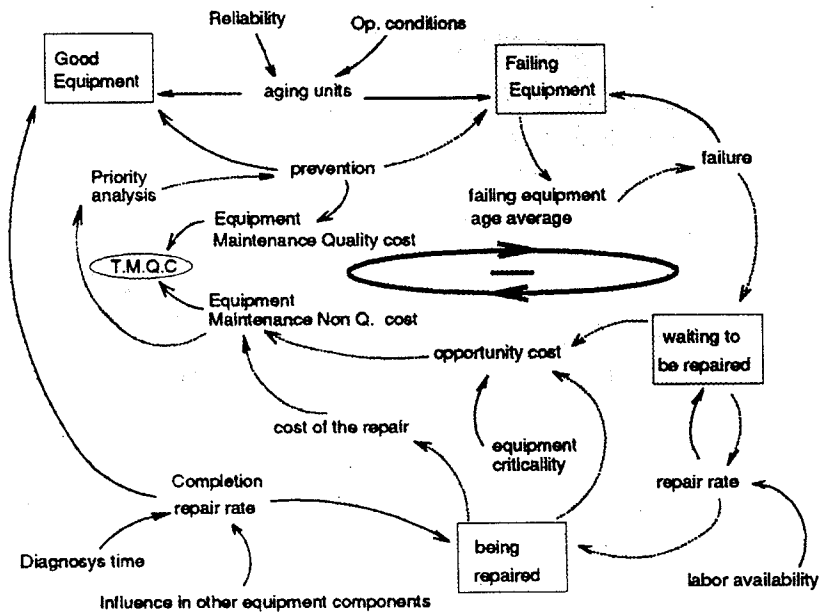 Reliability
Op. conditions
Good
Equipment
aging units
Failing
Equipment
prevention
failure
Priority
analysis
failing equipment
age average
Equipment
Maintenance Quality cost
T.M.Q.C
Equipment
Maintenance Non Q. cost
opportunity cost
waiting to
be repaired
cost of the repair
equipment
criticallity
Completion
repair rate
repair rate
being
repaired
Diagnosys time
labor availability
Influence in other equipment components